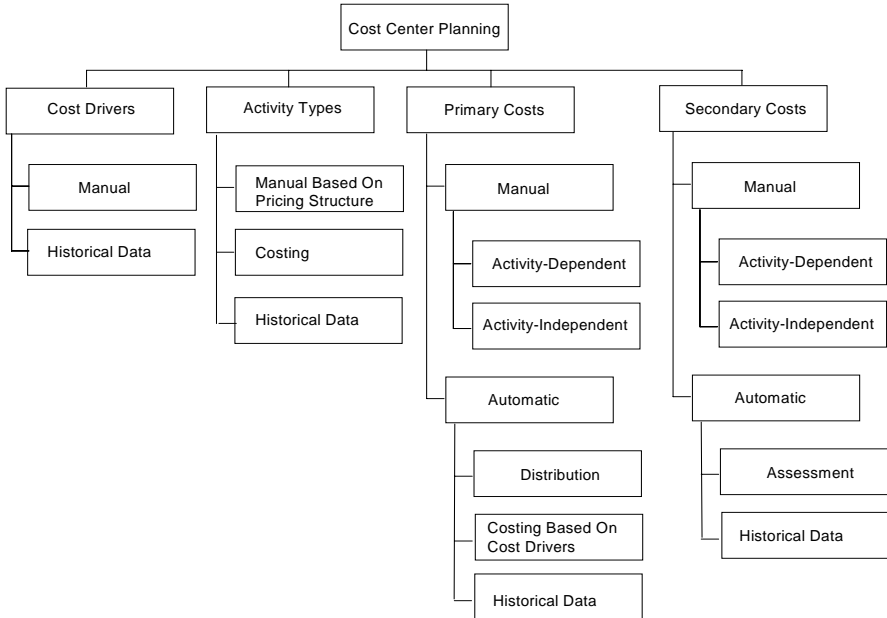 Cost Center Planning
Cost Drivers
Activity Types
Primary Costs
Secondary Costs
Manual
Historical Data
Manual Based On
Pricing Structure
Costing
Historical Data
Manual
Activity-Dependent
Activity-Independent
Automatic
Distribution
Costing Based On
Cost Drivers
Historical Data
Manual
Activity-Dependent
Activity-Independent
Automatic
Assessment
Historical Data